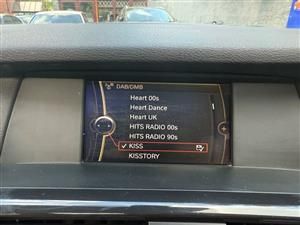 DAB/DMB
Heart 00s
Heart Dance
Heart UK
HITS RADIO 00s
HITS RADIO 90s
KISS
KISSTORY